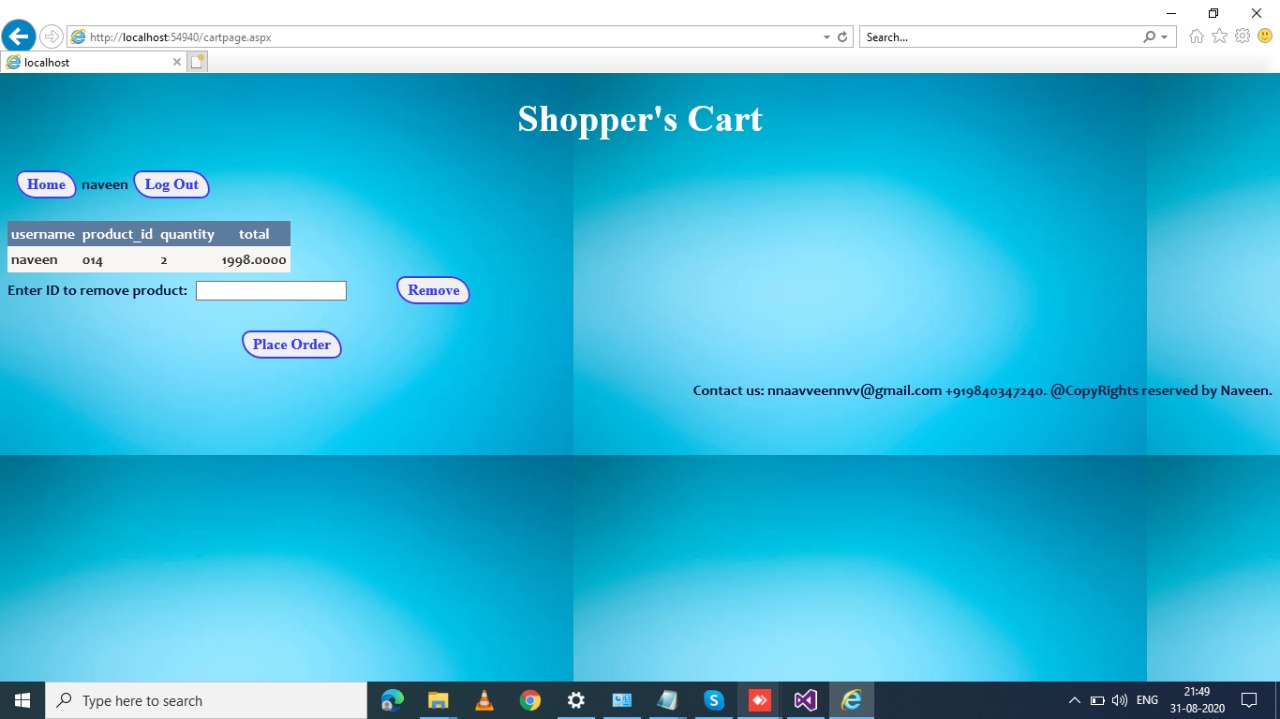 http://localhost:54940/cartpage.aspx
Search...
localhost
Shopper's Cart
Home naveen Log Out
username product_id quantity total
naveen 014 2 1998.0000
Enter ID to remove product: Remove
Place Order
Contact us: nnaavveennvv@gmail.com +919840347240. @CopyRights reserved by Naveen.
Type here to search
ENG
21:49
31-08-2020